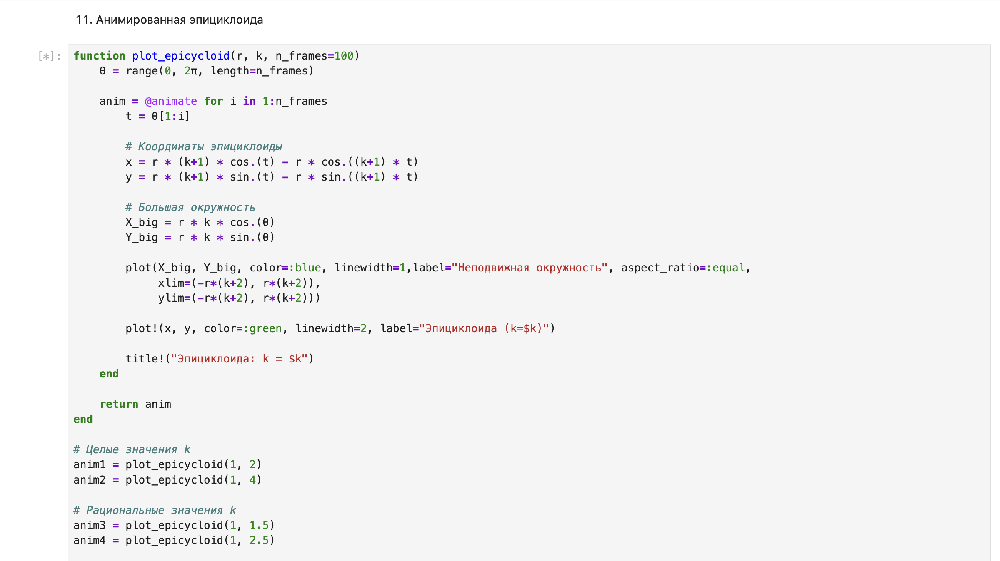 11. Анимированная эпициклоида
[*]:
function plot_epicycloid(r, k, n_frames=100)
    θ = range(0, 2π, length=n_frames)

    anim = @animate for i in 1:n_frames
        t = θ[1:i]

        # Координаты эпициклоиды
        x = r * (k+1) * cos.(t) - r * cos.((k+1) * t)
        y = r * (k+1) * sin.(t) - r * sin.((k+1) * t)

        # Большая окружность
        X_big = r * k * cos.(θ)
        Y_big = r * k * sin.(θ)

        plot(X_big, Y_big, color=:blue, linewidth=1,label="Неподвижная окружность", aspect_ratio=:equal,
             xlim=(-r*(k+2), r*(k+2)),
             ylim=(-r*(k+2), r*(k+2)))

        plot!(x, y, color=:green, linewidth=2, label="Эпициклоида (k=$k)")

        title!("Эпициклоида: k = $k")
    end

    return anim
end

# Целые значения k
anim1 = plot_epicycloid(1, 2)
anim2 = plot_epicycloid(1, 4)

# Рациональные значения k
anim3 = plot_epicycloid(1, 1.5)
anim4 = plot_epicycloid(1, 2.5)